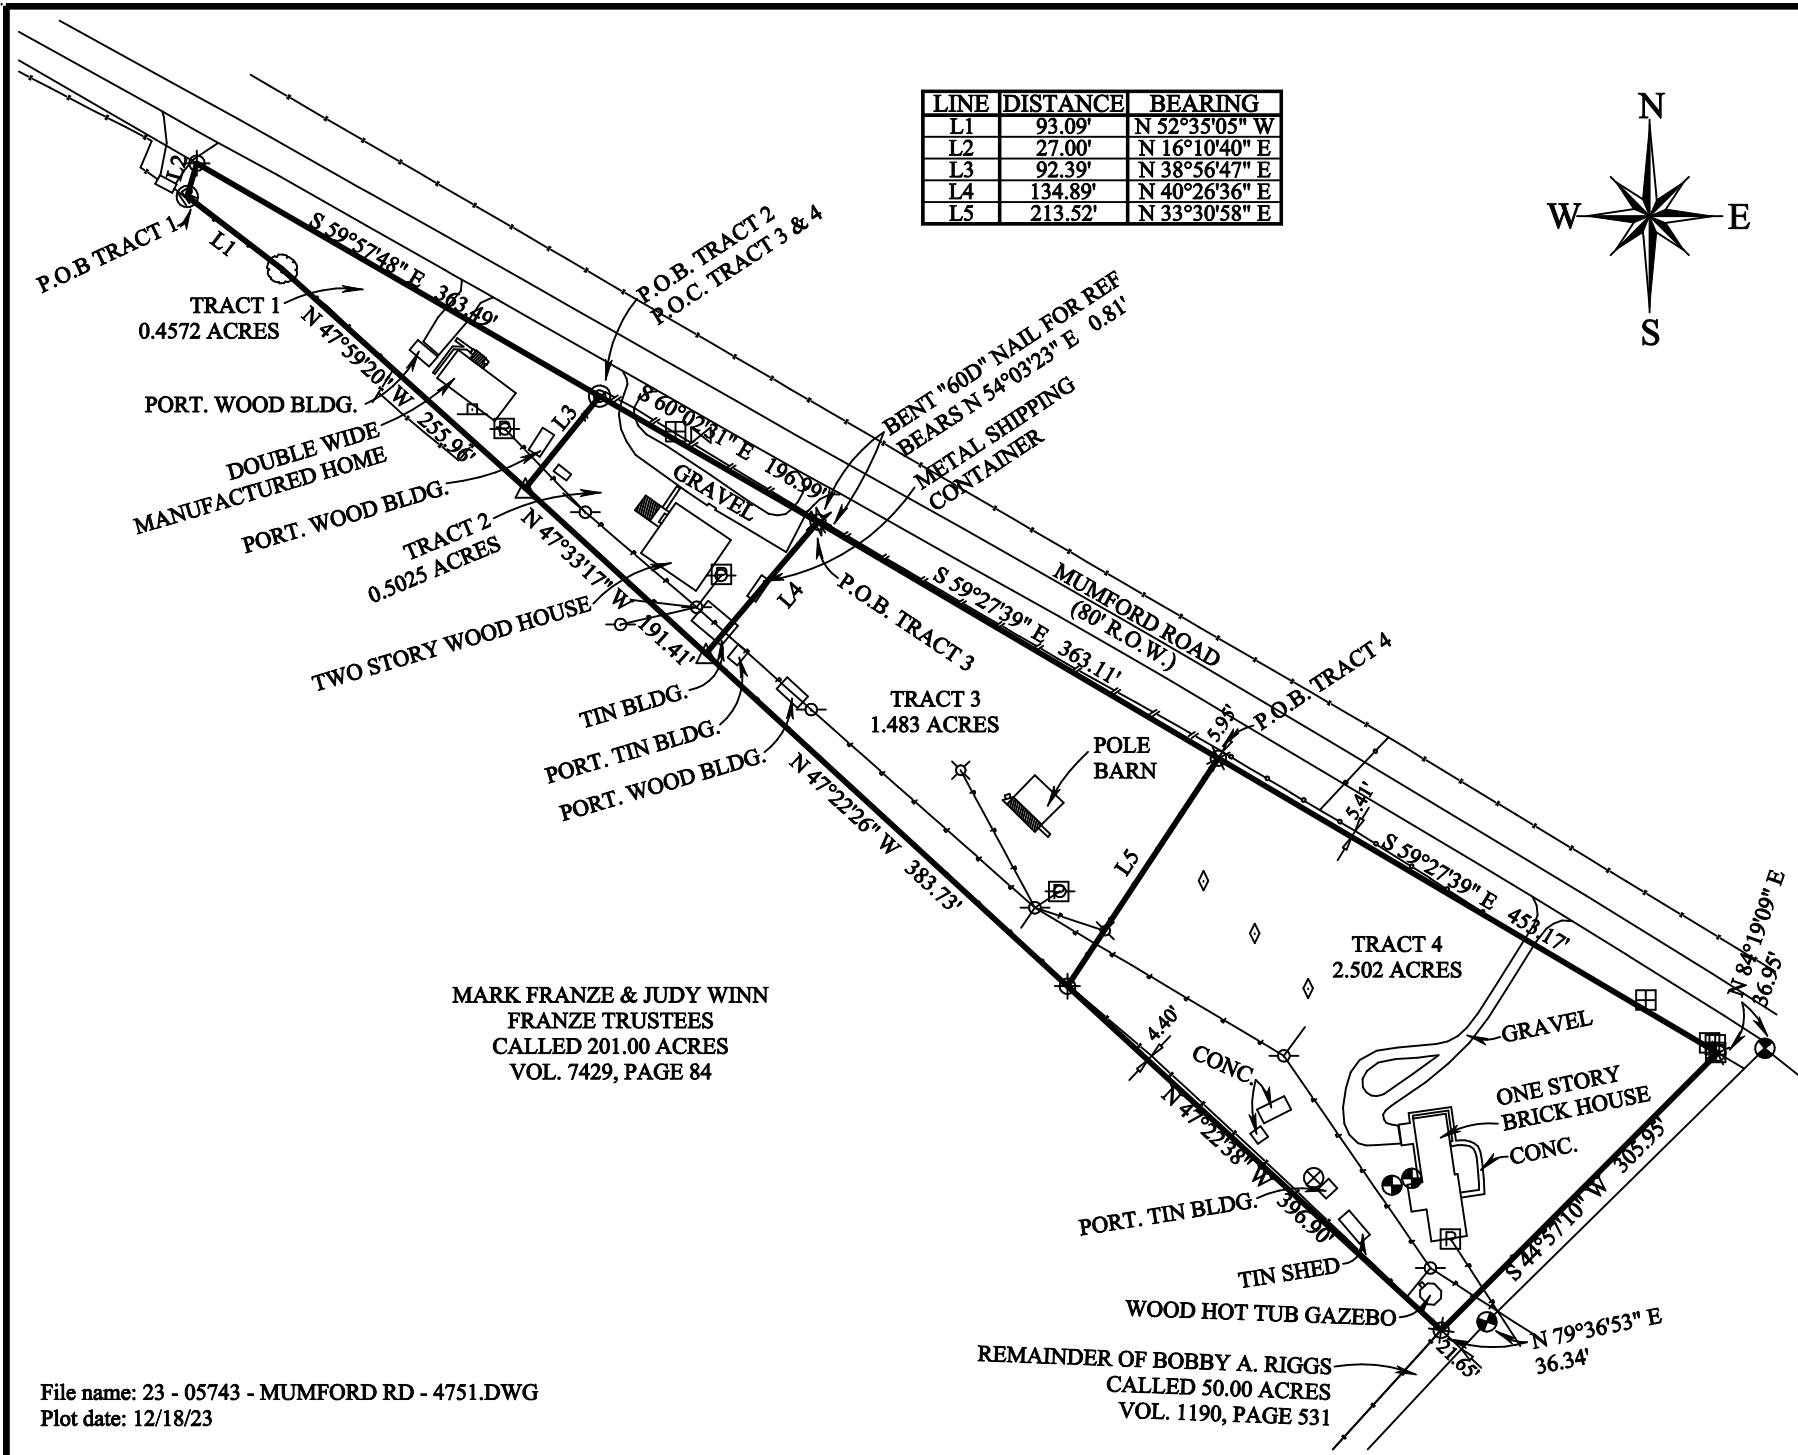 LINE DISTANCE BEARING
L1 93.09' N 52°35'05" W
L2 27.00' N 16°10'40" E
L3 92.39' N 38°56'47" E
L4 134.89' N 40°26'36" E
L5 213.52' N 33°30'58" E
N
W E
S
L2
P.O.B TRACT 1
L1
S 59°57'48" E 363.49'
TRACT 1
0.4572 ACRES
N 47°59'20" W 255.96'
P.O.B. TRACT 2
P.O.C. TRACT 3 & 4
BENT "60D" NAIL FOR REF
BEARS N 54°03'23" E 0.81'
METAL SHIPPING
CONTAINER
PORT. WOOD BLDG.
DOUBLE WIDE
MANUFACTURED HOME
PORT. WOOD BLDG.
L3
S 60°02'31" E 196.99'
GRAVEL
TRACT 2
0.5025 ACRES
N 47°33'17" W 191.41'
TWO STORY WOOD HOUSE
L4
P.O.B. TRACT 3
S 59°27'39" E 363.11'
MUMFORD ROAD
(80' R.O.W.)
P.O.B. TRACT 4
5.95'
TIN BLDG.
PORT. TIN BLDG.
PORT. WOOD BLDG.
TRACT 3
1.483 ACRES
POLE
BARN
N 47°22'26" W 383.73'
L5
5.41'
S 59°27'39" E 453.17'
N 84°19'09" E
36.95'
TRACT 4
2.502 ACRES
MARK FRANZE & JUDY WINN
FRANZE TRUSTEES
CALLED 201.00 ACRES
VOL. 7429, PAGE 84
4.40'
CONC.
GRAVEL
ONE STORY
BRICK HOUSE
CONC.
N 47°22'38" W 396.90'
S 44°57'10" W 305.95'
PORT. TIN BLDG.
R
TIN SHED
WOOD HOT TUB GAZEBO
N 79°36'53" E
36.34'
21.65'
REMAINDER OF BOBBY A. RIGGS
CALLED 50.00 ACRES
VOL. 1190, PAGE 531
File name: 23 - 05743 - MUMFORD RD - 4751.DWG
Plot date: 12/18/23